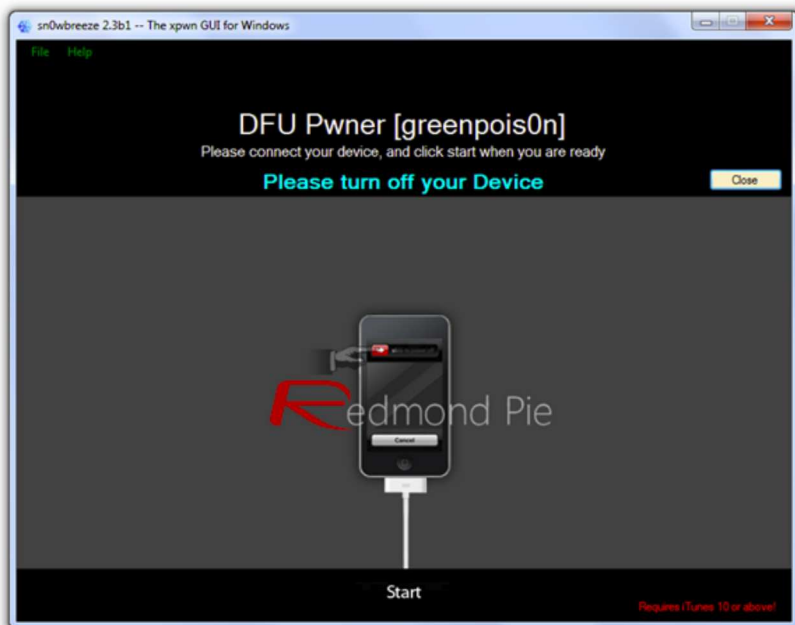 sn0wbreeze 2.3b1 -- The xpwn GUI for Windows
File Help
DFU Pwner [greenpois0n]
Please connect your device, and click start when you are ready
Please turn off your Device
Close
Redmond Pie
Cancel
Start
Requires iTunes 10 or above!